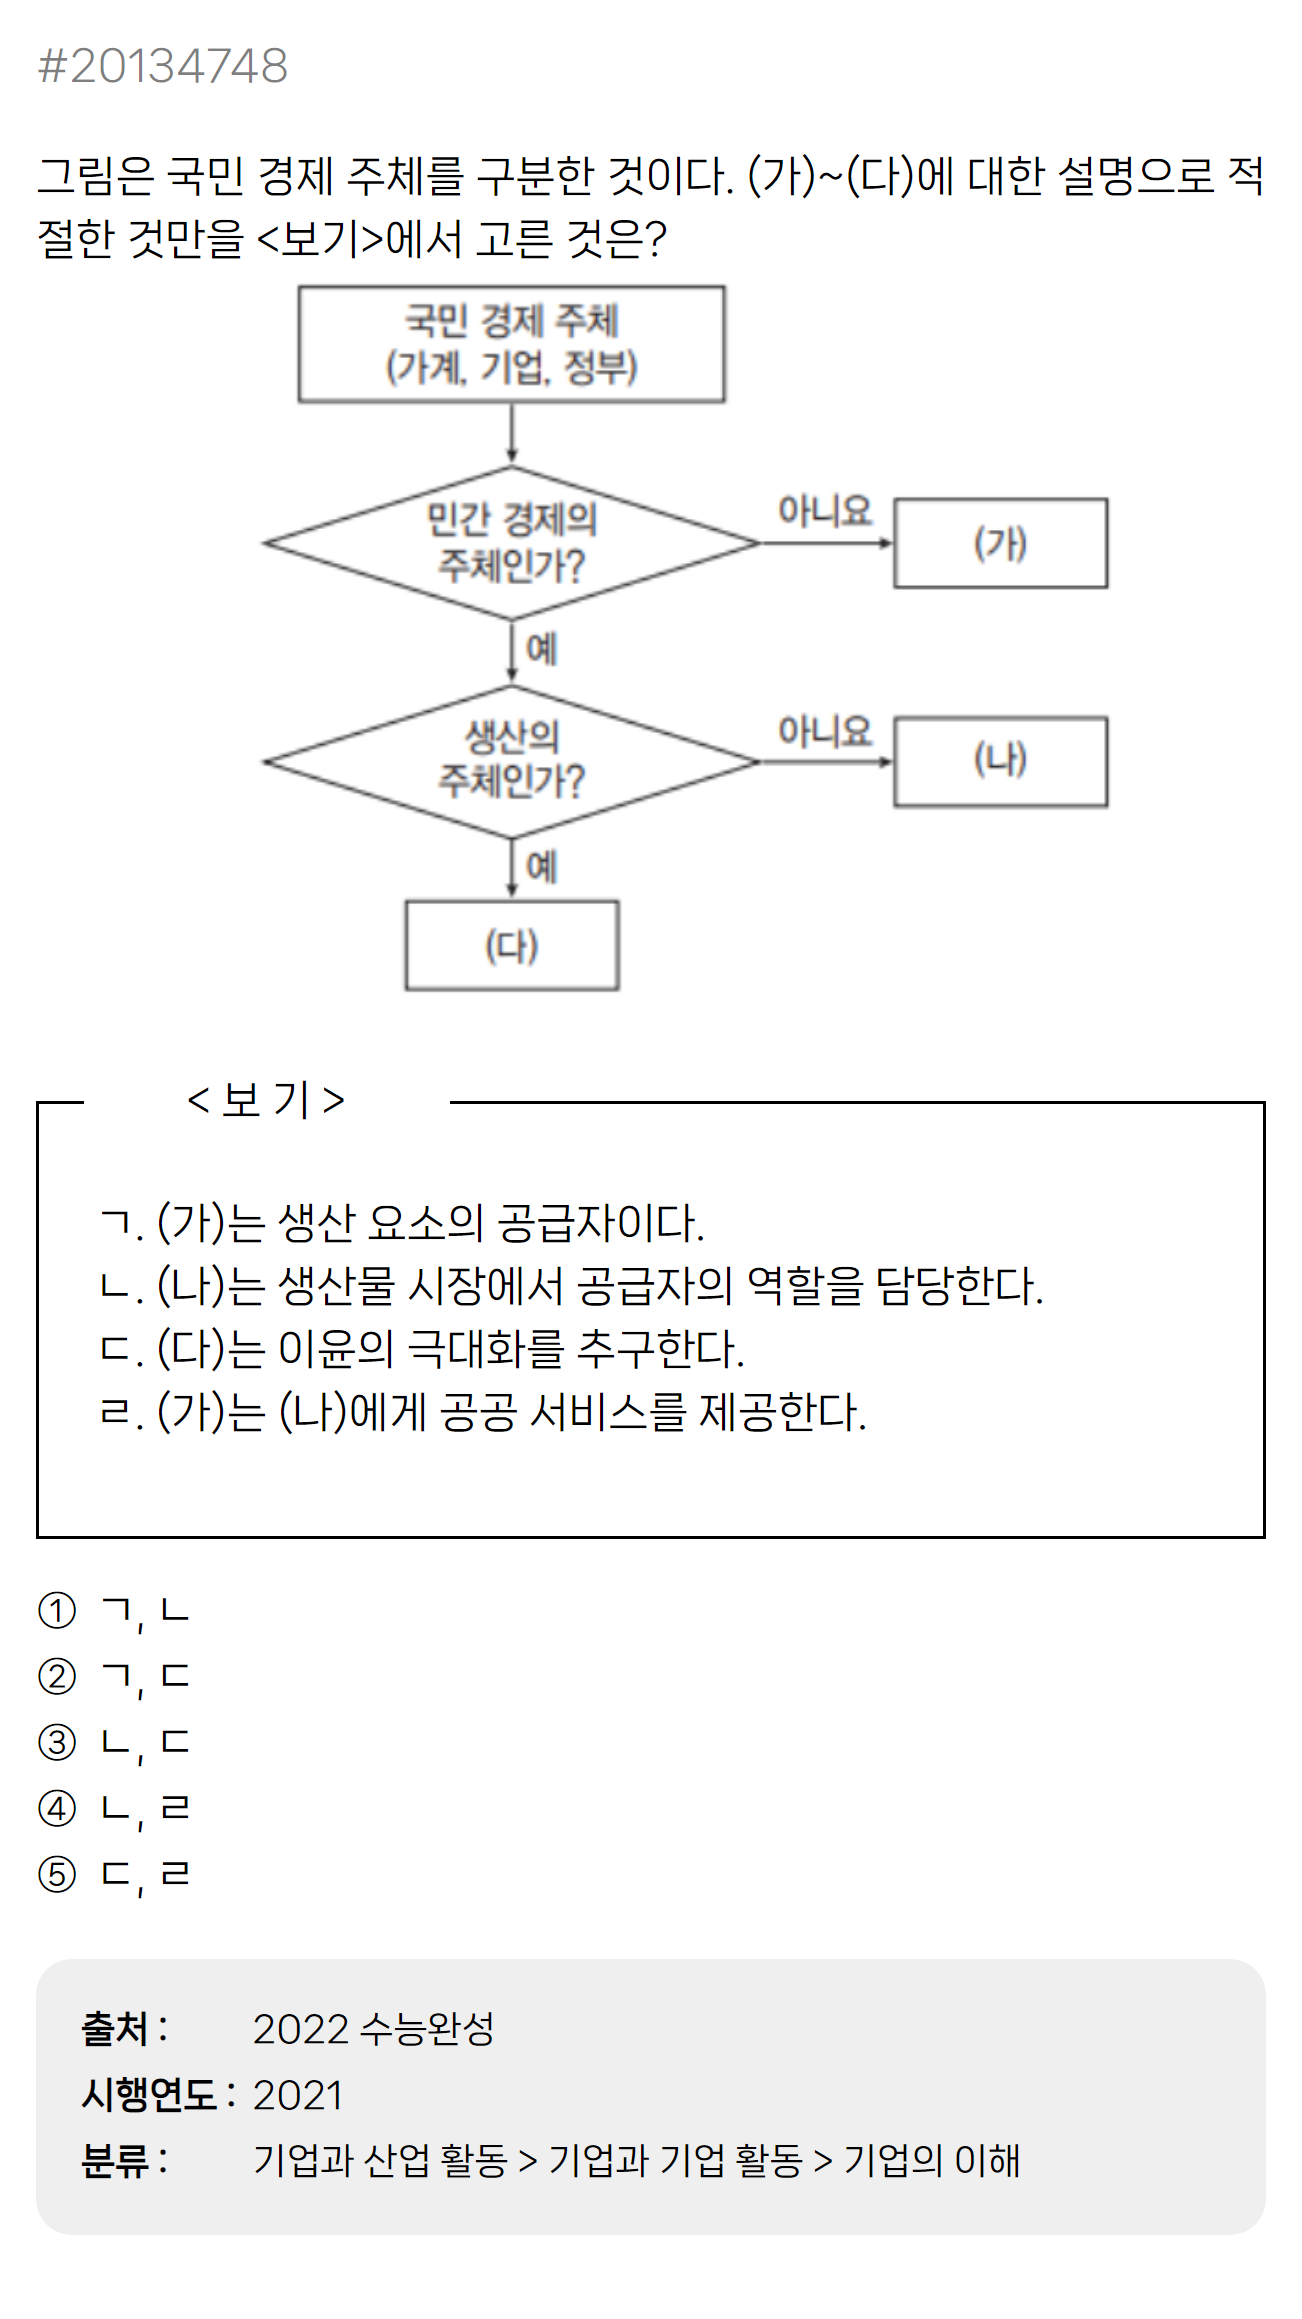 #20134748
그림은 국민 경제 주체를 구분한 것이다. (가)~(다)에 대한 설명으로 적
절한 것만을 <보기>에서 고른 것은?
국민 경제 주체
(가계, 기업, 정부)
민간 경제의
주체인가?
아니요
(가)
예
생산의
주체인가?
아니요
(나)
예
(다)
< 보 기 >
ㄱ. (가)는 생산 요소의 공급자이다.
ㄴ. (나)는 생산물 시장에서 공급자의 역할을 담당한다.
ㄷ. (다)는 이윤의 극대화를 추구한다.
ㄹ. (가)는 (나)에게 공공 서비스를 제공한다.
① ㄱ, ㄴ
② ㄱ, ㄷ
③ ㄴ, ㄷ
④ ㄴ, ㄹ
⑤ ㄷ, ㄹ
출처 : 2022 수능완성
시행연도 : 2021
분류 : 기업과 산업 활동 > 기업과 기업 활동 > 기업의 이해